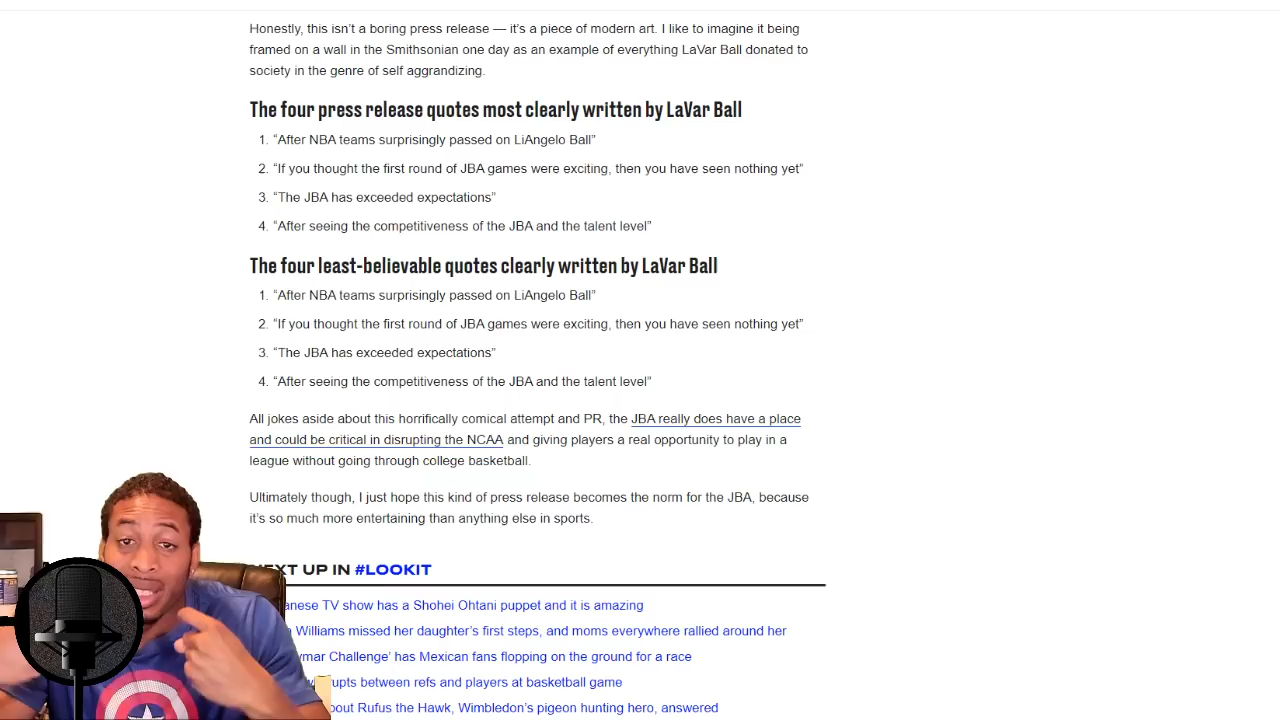 Honestly, this isn't a boring press release — it's a piece of modern art. I like to imagine it being
framed on a wall in the Smithsonian one day as an example of everything LaVar Ball donated to
society in the genre of self aggrandizing.
The four press release quotes most clearly written by LaVar Ball
1. “After NBA teams surprisingly passed on LiAngelo Ball”
2. “If you thought the first round of JBA games were exciting, then you have seen nothing yet”
3. “The JBA has exceeded expectations”
4. “After seeing the competitiveness of the JBA and the talent level”
The four least-believable quotes clearly written by LaVar Ball
1. “After NBA teams surprisingly passed on LiAngelo Ball”
2. “If you thought the first round of JBA games were exciting, then you have seen nothing yet”
3. “The JBA has exceeded expectations”
4. “After seeing the competitiveness of the JBA and the talent level”
All jokes aside about this horrifically comical attempt and PR, the JBA really does have a place
and could be critical in disrupting the NCAA and giving players a real opportunity to play in a
league without going through college basketball.
Ultimately though, I just hope this kind of press release becomes the norm for the JBA, because
it's so much more entertaining than anything else in sports.
EXT UP IN #LOOKIT
anese TV show has a Shohei Ohtani puppet and it is amazing
Williams missed her daughter's first steps, and moms everywhere rallied around her
ymar Challenge' has Mexican fans flopping on the ground for a race
upts between refs and players at basketball game
out Rufus the Hawk, Wimbledon's pigeon hunting hero, answered